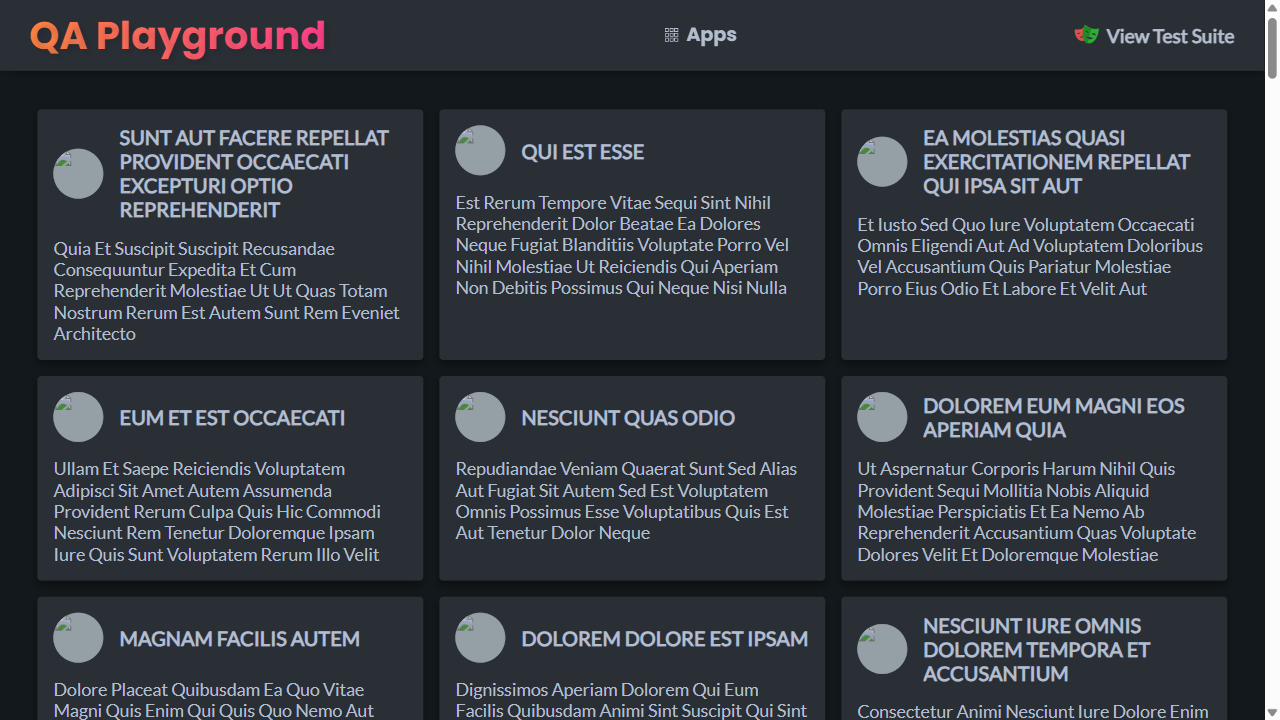 QA Playground
Apps
View Test Suite
SUNT AUT FACERE REPELLAT
PROVIDENT OCCAECATI
EXCEPTURI OPTIO
REPREHENDERIT
Quia Et Suscipit Suscipit Recusandae
Consequuntur Expedita Et Cum
Reprehenderit Molestiae Ut Ut Quas Totam
Nostrum Rerum Est Autem Sunt Rem Eveniet
Architecto
QUI EST ESSE
Est Rerum Tempore Vitae Sequi Sint Nihil
Reprehenderit Dolor Beatae Ea Dolores
Neque Fugiat Blanditiis Voluptate Porro Vel
Nihil Molestiae Ut Reiciendis Qui Aperiam
Non Debitis Possimus Qui Neque Nisi Nulla
EA MOLESTIAS QUASI
EXERCITATIONEM REPELLAT
QUI IPSA SIT AUT
Et Iusto Sed Quo Iure Voluptatem Occaecati
Omnis Eligendi Aut Ad Voluptatem Doloribus
Vel Accusantium Quis Pariatur Molestiae
Porro Eius Odio Et Labore Et Velit Aut
EUM ET EST OCCAECATI
Ullam Et Saepe Reiciendis Voluptatem
Adipisci Sit Amet Autem Assumenda
Provident Rerum Culpa Quis Hic Commodi
Nesciunt Rem Tenetur Doloremque Ipsam
Iure Quis Sunt Voluptatem Rerum Illo Velit
NESCIUNT QUAS ODIO
Repudiandae Veniam Quaerat Sunt Sed Alias
Aut Fugiat Sit Autem Sed Est Voluptatem
Omnis Possimus Esse Voluptatibus Quis Est
Aut Tenetur Dolor Neque
DOLOREM EUM MAGNI EOS
APERIAM QUIA
Ut Aspernatur Corporis Harum Nihil Quis
Provident Sequi Mollitia Nobis Aliquid
Molestiae Perspiciatis Et Ea Nemo Ab
Reprehenderit Accusantium Quas Voluptate
Dolores Velit Et Doloremque Molestiae
MAGNAM FACILIS AUTEM
Dolore Placeat Quibusdam Ea Quo Vitae
Magni Quis Enim Qui Quis Quo Nemo Aut
DOLOREM DOLORE EST IPSAM
Dignissimos Aperiam Dolorem Qui Eum
Facilis Quibusdam Animi Sint Suscipit Qui Sint
NESCIUNT IURE OMNIS
DOLOREM TEMPORA ET
ACCUSANTIUM
Consectetur Animi Nesciunt Iure Dolore Enim